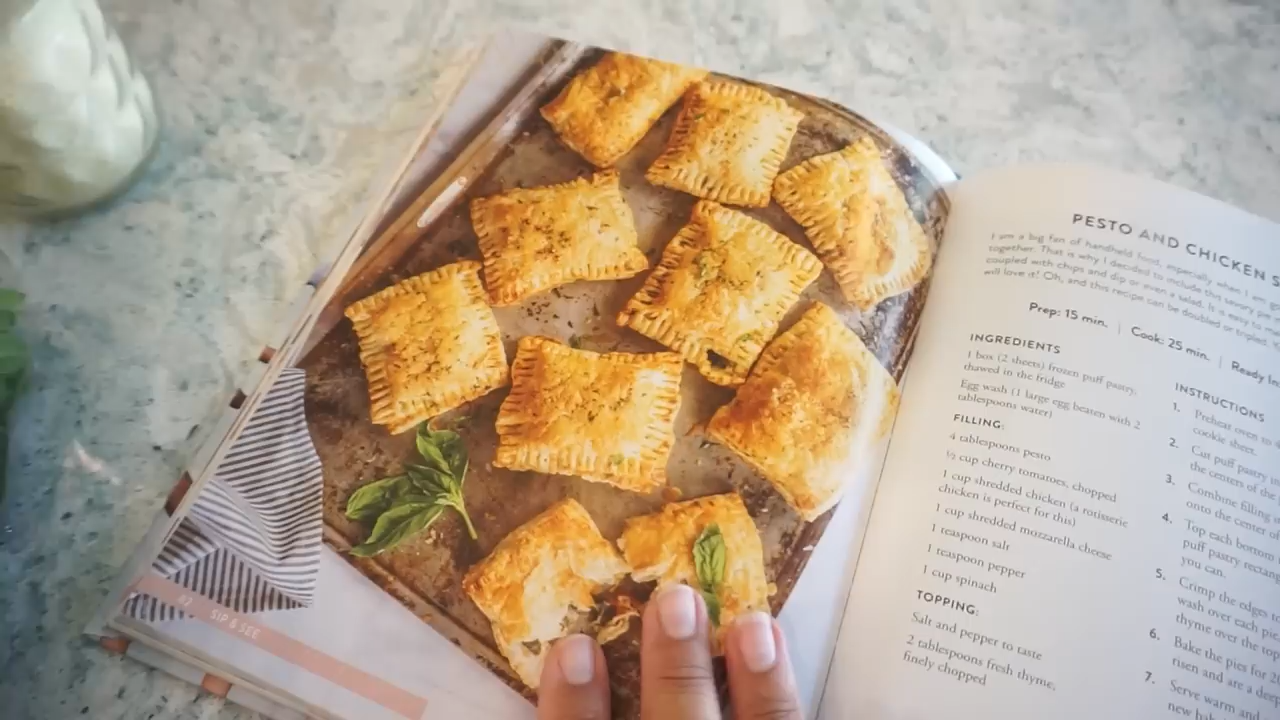 82 SIP & SEE
PESTO AND CHICKEN
I am a big fan of handheld food, especially when I am
together. That is why I decided to include this savory pie
coupled with chips and dip or even a salad. It is easy to
will love it! Oh, and this recipe can be doubled or tripled.
Prep: 15 min. | Cook: 25 min. | Ready
INGREDIENTS
1 box (2 sheets) frozen puff pastry,
thawed in the fridge
Egg wash (1 large egg beaten with 2
tablespoons water)
FILLING:
4 tablespoons pesto
½ cup cherry tomatoes, chopped
1 cup shredded chicken (a rotisserie
chicken is perfect for this)
1 cup shredded mozzarella cheese
1 teaspoon salt
1 teaspoon pepper
1 cup spinach
TOPPING:
Salt and pepper to taste
2 tablespoons fresh thyme,
finely chopped
INSTRUCTIONS
1. Preheat oven to
cookie sheet.
2. Cut puff pastry
the centers of the
3. Combine filling
onto the center of
4. Top each bottom
puff pastry
you can.
5. Crimp the edges
wash over each
thyme over the top
6. Bake the pies for
risen and are a
7. Serve warm and
new